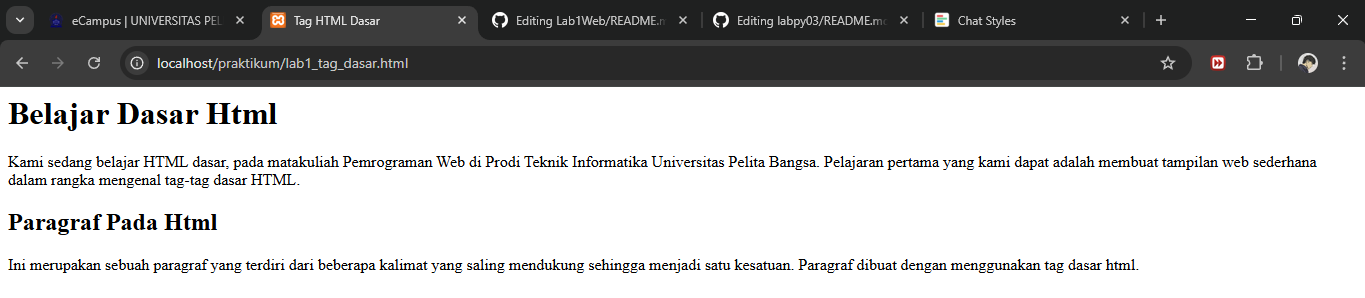 eCampus | UNIVERSITAS PEL
Tag HTML Dasar
Editing Lab1Web/README.m
Editing labpy03/README.md
Chat Styles
localhost/praktikum/lab1_tag_dasar.html
Belajar Dasar Html
Kami sedang belajar HTML dasar, pada matakuliah Pemrograman Web di Prodi Teknik Informatika Universitas Pelita Bangsa. Pelajaran pertama yang kami dapat adalah membuat tampilan web sederhana
dalam rangka mengenal tag-tag dasar HTML.
Paragraf Pada Html
Ini merupakan sebuah paragraf yang terdiri dari beberapa kalimat yang saling mendukung sehingga menjadi satu kesatuan. Paragraf dibuat dengan menggunakan tag dasar html.